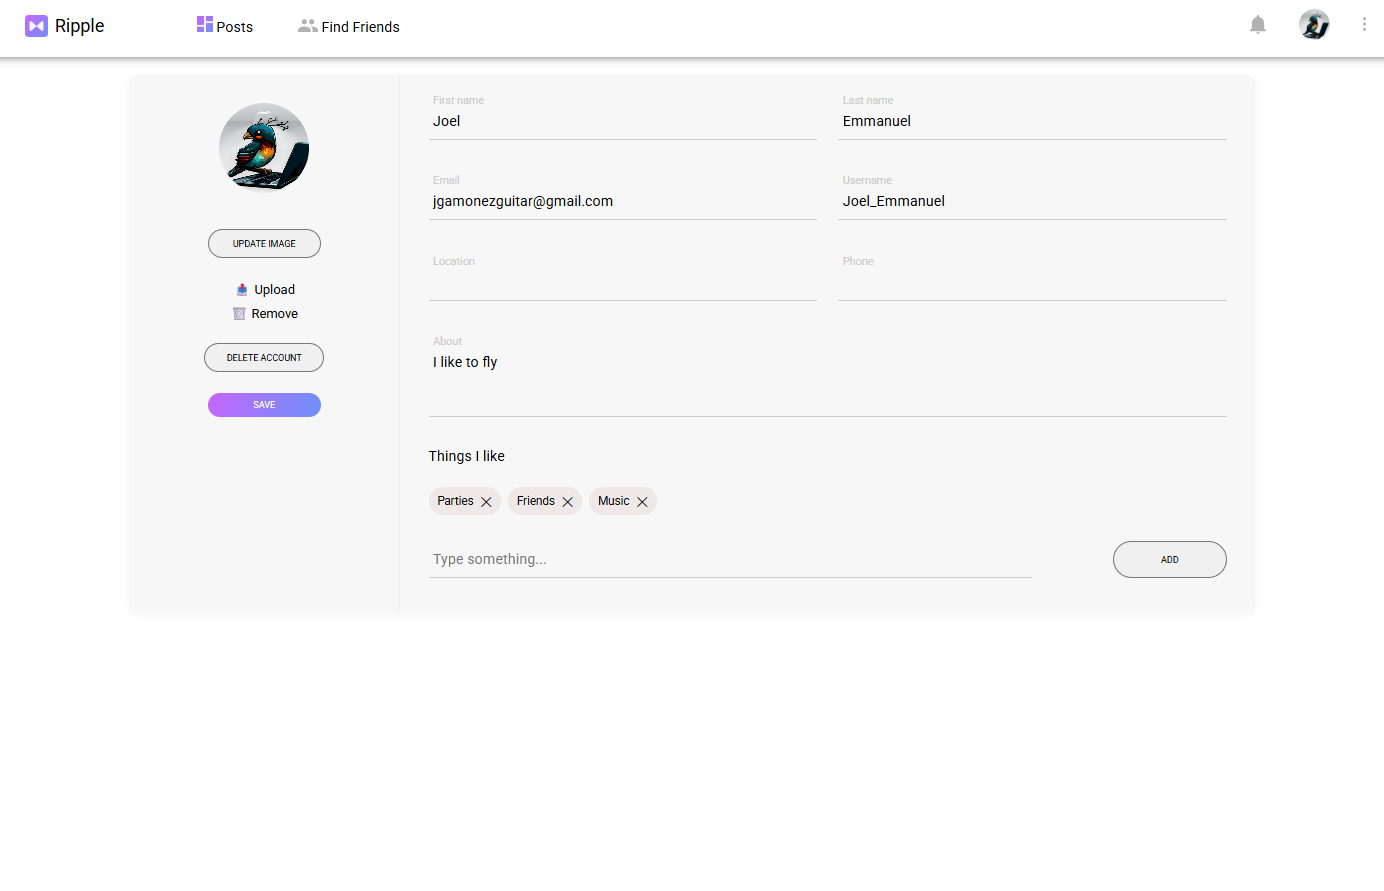 Ripple
Posts
Find Friends
UPDATE IMAGE
Upload
Remove
DELETE ACCOUNT
SAVE
First name
Joel
Last name
Emmanuel
Email
jgamonezguitar@gmail.com
Username
Joel_Emmanuel
Location
Phone
About
I like to fly
Things I like
Parties
Friends
Music
Type something...
ADD